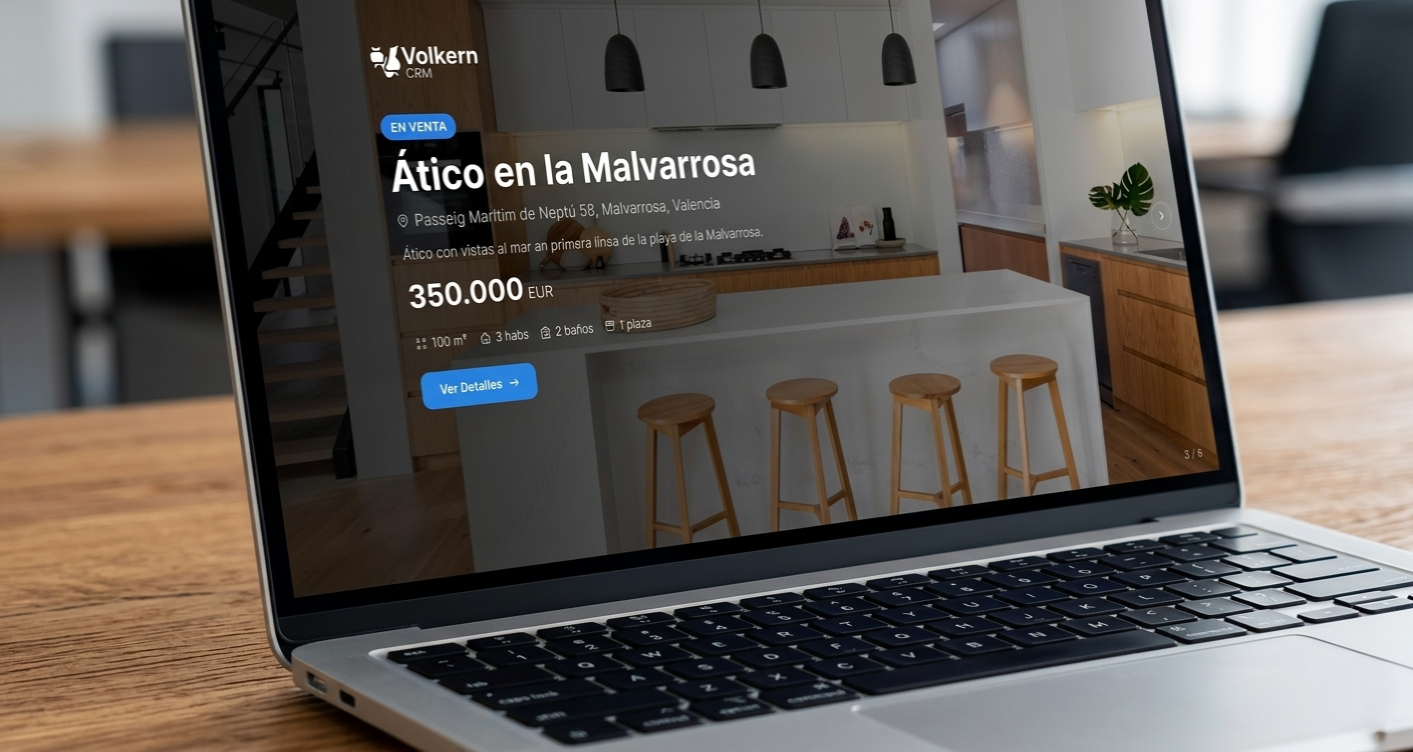 Volkern
CRM
EN VENTA
Ático en la Malvarrosa
Passeig Marltim de Neptú 58, Malvarrosa, Valencia
Ático con vistas al mar an primera linsa de la playa de la Malvarrosa.
350.000 EUR
100 m² 3 habs 2 baños 1 plaza
Ver Detalles →
3 / 6